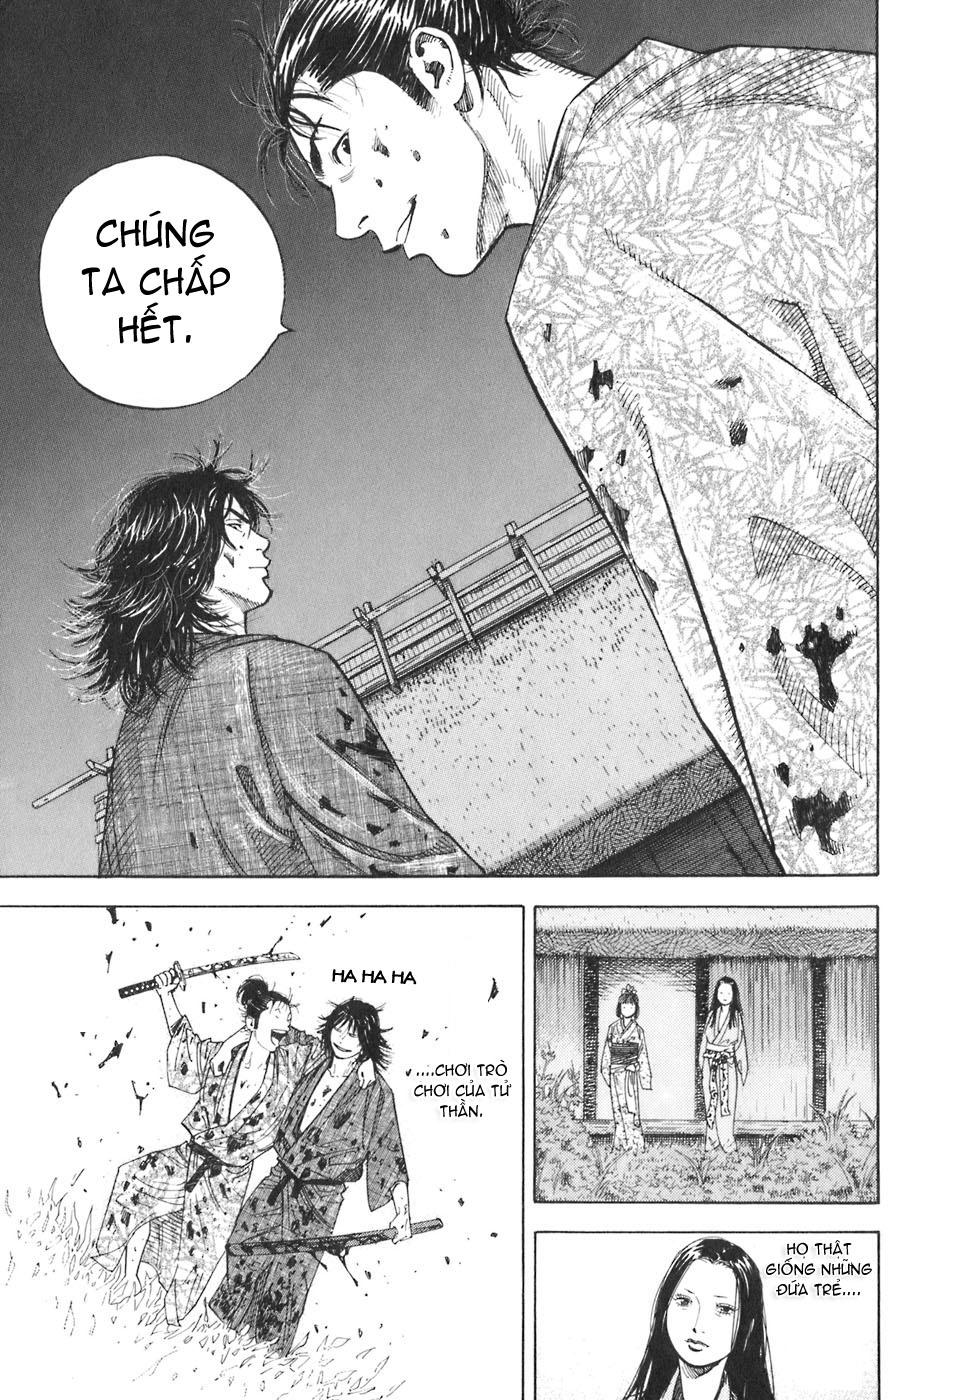 CHÚNG
TA CHẤP
HẾT.
HỌ THẬT
GIỐNG NHỮNG
ĐỨA TRẺ....
HA HA HA
....CHƠI TRÒ
CHƠI CỦA TỬ
THẦN.